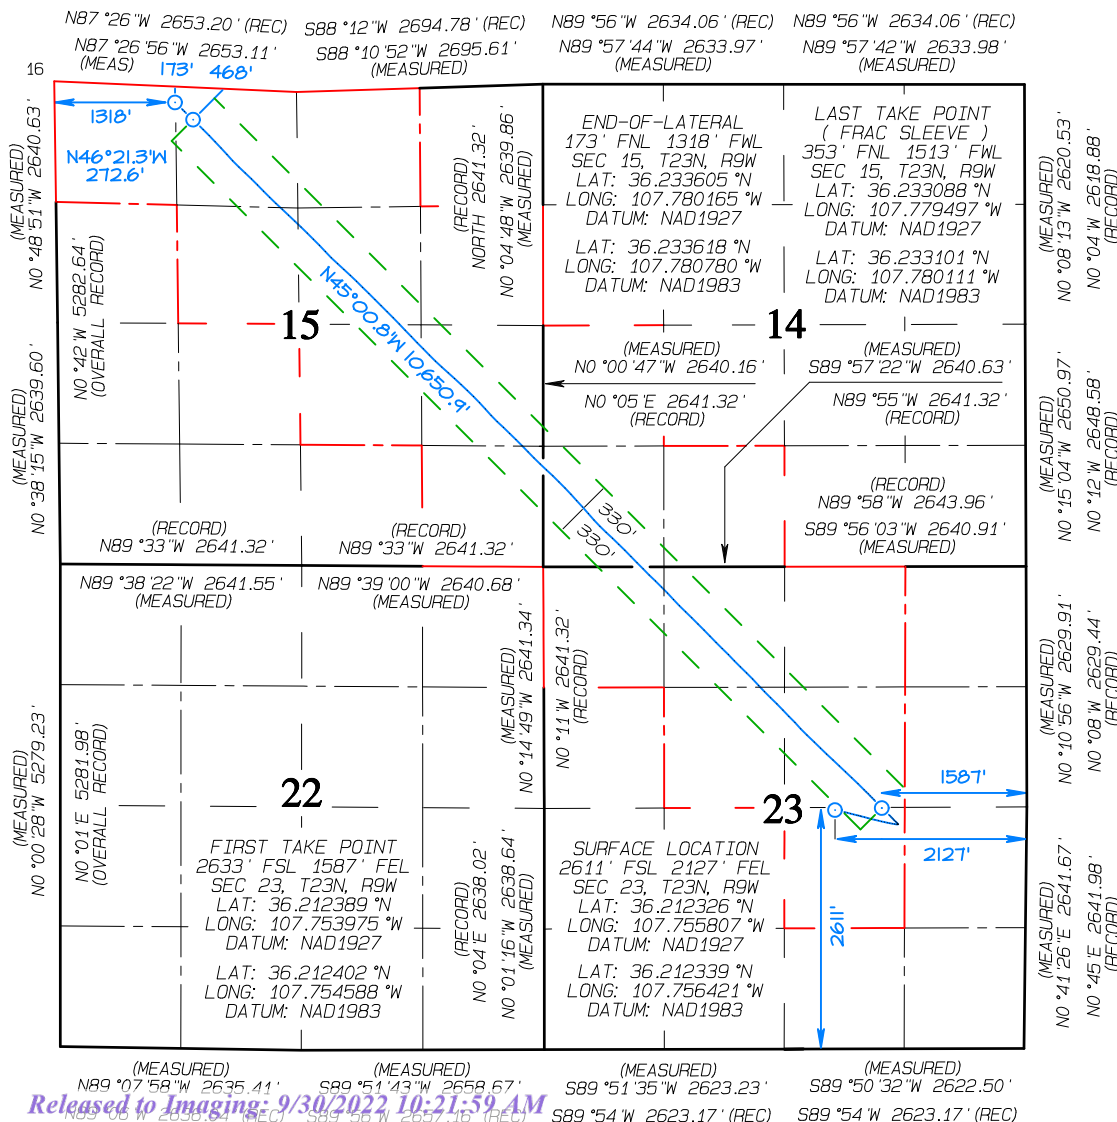 N87°26'W 2653.20' (REC)
S88°12'W 2694.78' (REC)
N89°56'W 2634.06' (REC)
N89°56'W 2634.06' (REC)
N87°26'56"W 2653.11'
(MEAS)
S88°10'52"W 2695.61'
(MEASURED)
N89°57'44"W 2633.97'
(MEASURED)
N89°57'42"W 2633.98'
(MEASURED)
16
173'
468'
1318'
N46°21.3'W
272.6'
(MEASURED)
N0°48'51"W 2640.63'
N0°42'W 5282.64'
(OVERALL RECORD)
(MEASURED)
N0°38'15"W 2639.60'
(RECORD)
NORTH 2641.32'
N0°04'48"W 2639.86'
(MEASURED)
END-OF-LATERAL
173' FNL 1318' FWL
SEC 15, T23N, R9W
LAT: 36.233605°N
LONG: 107.780165°W
DATUM: NAD1927
LAT: 36.233618°N
LONG: 107.780780°W
DATUM: NAD1983
LAST TAKE POINT
( FRAC SLEEVE )
353' FNL 1513' FWL
SEC 15, T23N, R9W
LAT: 36.233088°N
LONG: 107.779497°W
DATUM: NAD1927
LAT: 36.233101°N
LONG: 107.780111°W
DATUM: NAD1983
(MEASURED)
N0°08'13"W 2620.53'
N0°04'W 2618.88'
(RECORD)
15
14
N45°00.8'W 10,650.9'
(MEASURED)
N0°00'47"W 2640.16'
N0°05'E 2641.32'
(RECORD)
(MEASURED)
S89°57'22"W 2640.63'
N89°55'W 2641.32'
(RECORD)
(MEASURED)
N0°15'04"W 2650.97'
N0°12'W 2648.58'
(RECORD)
(RECORD)
N89°58'W 2643.96'
S89°56'03"W 2640.91'
(MEASURED)
330'
330'
(RECORD)
N89°33'W 2641.32'
(RECORD)
N89°33'W 2641.32'
N89°38'22"W 2641.55'
(MEASURED)
N89°39'00"W 2640.68'
(MEASURED)
(MEASURED)
N0°14'49"W 2641.34'
N0°11'W 2641.32'
(RECORD)
(MEASURED)
N0°10'56"W 2629.91'
N0°08'W 2629.44'
(RECORD)
(MEASURED)
N0°00'28"W 5279.23'
N0°01'E 5281.98'
(OVERALL RECORD)
22
23
1587'
2127'
2611'
FIRST TAKE POINT
2633' FSL 1587' FEL
SEC 23, T23N, R9W
LAT: 36.212389°N
LONG: 107.753975°W
DATUM: NAD1927
LAT: 36.212402°N
LONG: 107.754588°W
DATUM: NAD1983
(RECORD)
N0°04'E 2638.02'
N0°01'16"W 2638.64'
(MEASURED)
SURFACE LOCATION
2611' FSL 2127' FEL
SEC 23, T23N, R9W
LAT: 36.212326°N
LONG: 107.755807°W
DATUM: NAD1927
LAT: 36.212339°N
LONG: 107.756421°W
DATUM: NAD1983
(MEASURED)
N0°41'26"E 2641.67'
N0°45'E 2641.98'
(RECORD)
(MEASURED)
N89°07'58"W 2635.41'
(MEASURED)
S89°51'43"W 2658.67'
(MEASURED)
S89°51'35"W 2623.23'
(MEASURED)
S89°50'32"W 2622.50'
Released to Imaging: 9/30/2022 10:21:59 AM
S89°56'W 2657.16' (REC)
S89°54'W 2623.17' (REC)
S89°54'W 2623.17' (REC)